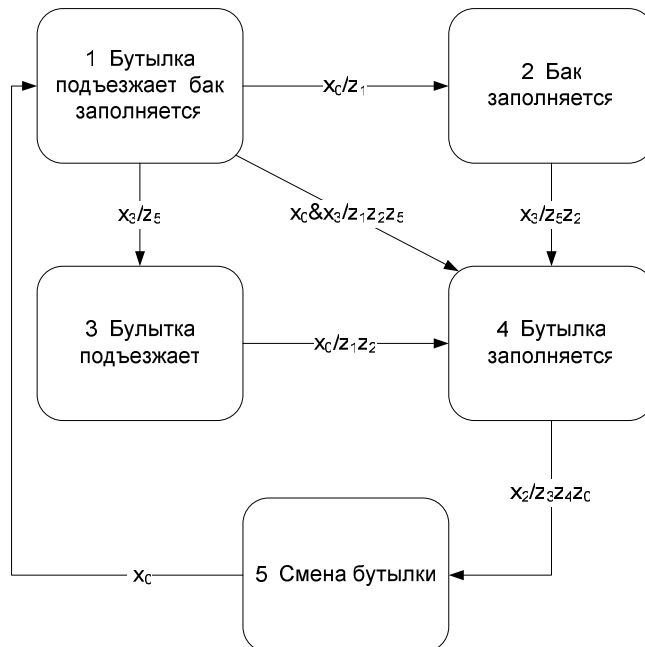 1 Бутылка
подъезжает бак
заполняется
x₀/z₁
2 Бак
заполняется
x₃/z₅
x₀&x₃/z₁z₂z₅
x₃/z₅z₂
3 Булытка
подъезжает
x₀/z₁z₂
4 Бутылка
заполняется
x₂/z₃z₄z₀
x₀
5 Смена бутылки